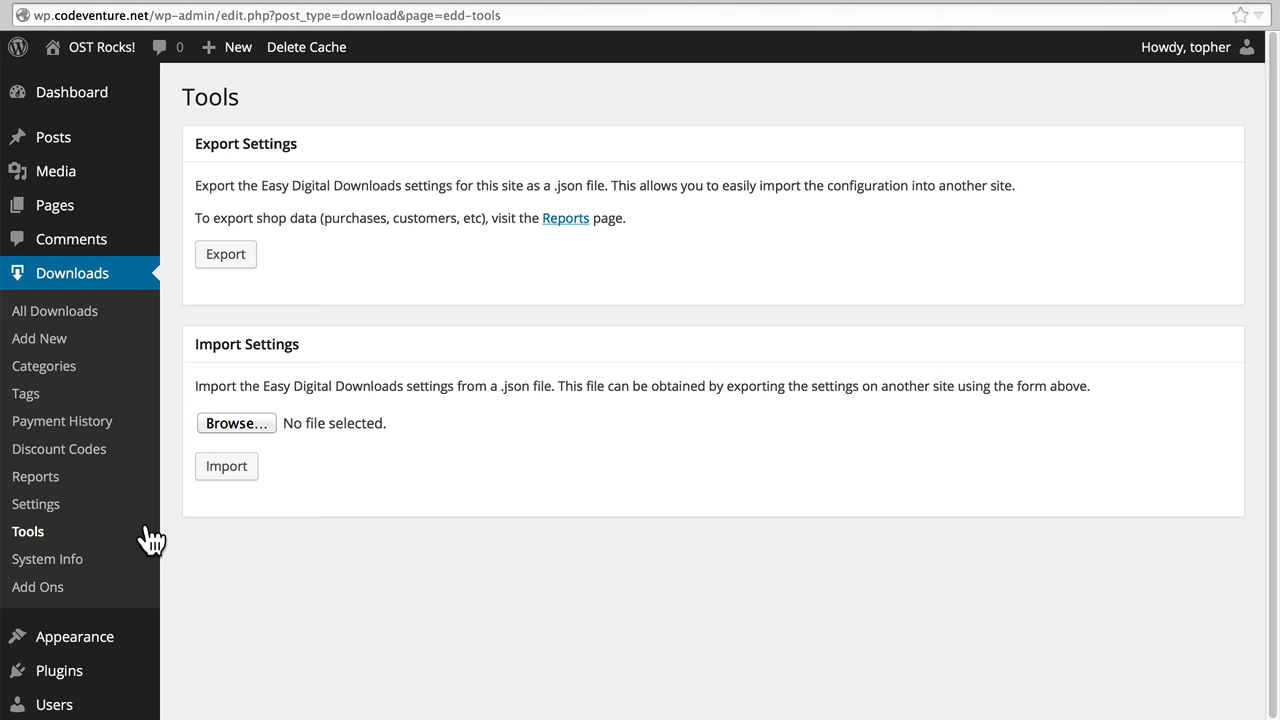 wp.codeventure.net/wp-admin/edit.php?post_type=download&page=edd-tools
OST Rocks! 0 New Delete Cache Howdy, topher
Dashboard
Posts
Media
Pages
Comments
Downloads
All Downloads
Add New
Categories
Tags
Payment History
Discount Codes
Reports
Settings
Tools
System Info
Add Ons
Appearance
Plugins
Users
Tools
Export Settings
Export the Easy Digital Downloads settings for this site as a .json file. This allows you to easily import the configuration into another site.
To export shop data (purchases, customers, etc), visit the Reports page.
Export
Import Settings
Import the Easy Digital Downloads settings from a .json file. This file can be obtained by exporting the settings on another site using the form above.
Browse... No file selected.
Import